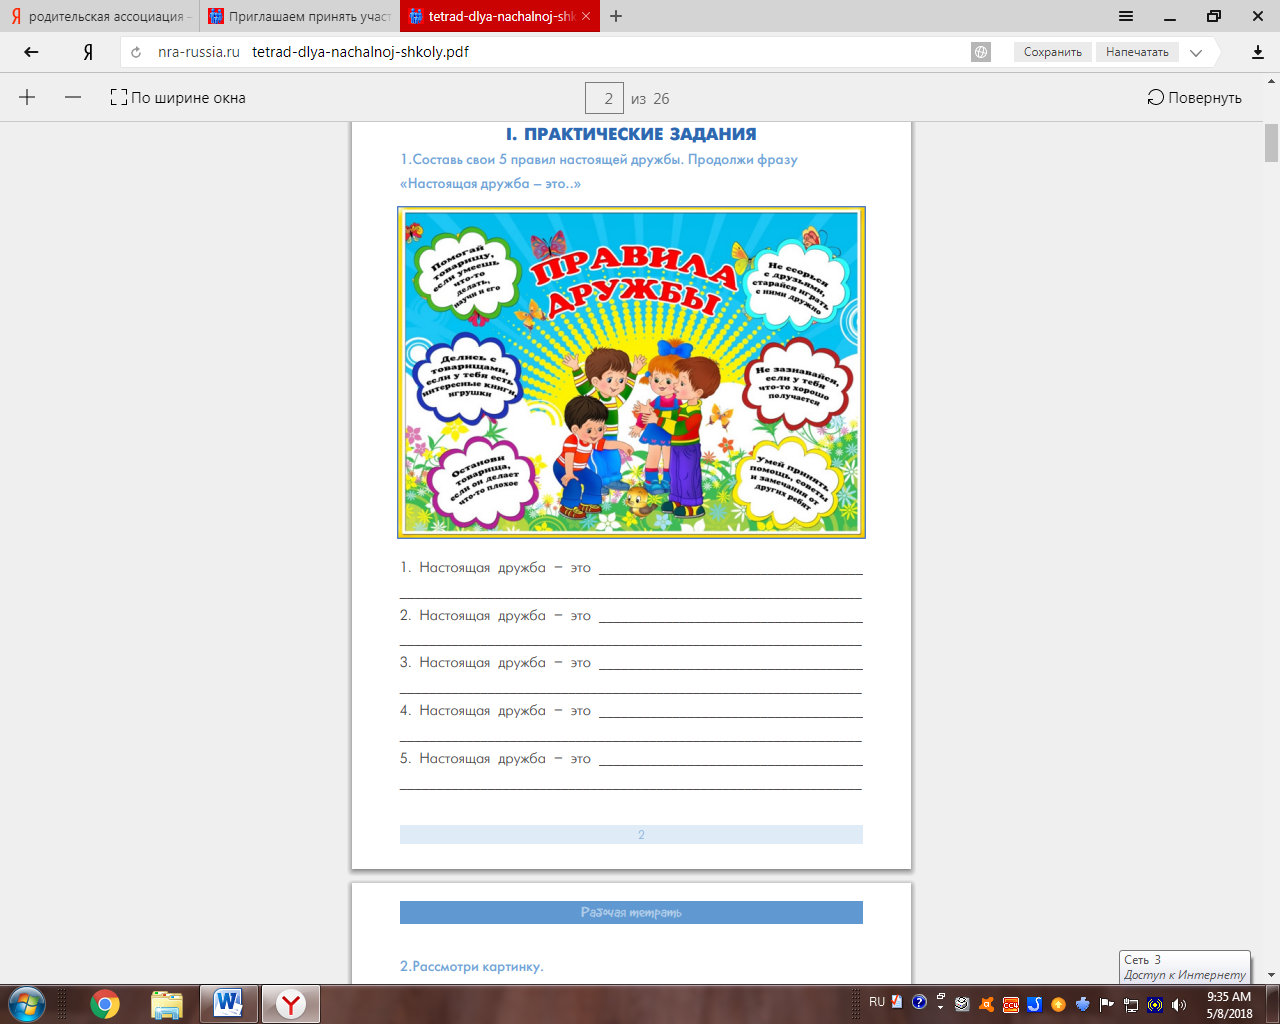 родительская ассоциация -
Приглашаем принять участ
tetrad-dlya-nachalnoj-shk
nra-russia.ru tetrad-dlya-nachalnoj-shkoly.pdf
Сохранить
Напечатать
По ширине окна
2 из 26
Повернуть
I. ПРАКТИЧЕСКИЕ ЗАДАНИЯ
1.Составь свои 5 правил настоящей дружбы. Продолжи фразу
«Настоящая дружба – это..»
ПРАВИЛА
ДРУЖБЫ
Помогай
товарищу,
если умеешь
что-то
делать,
научи и его
Не ссорься
с друзьями,
старайся играть
с ними дружно
Делись с
товарищами,
если у тебя есть
интересные книги,
игрушки
Не зазнавайся,
если у тебя
что-то хорошо
получается
Останови
товарища,
если он делает
что-то плохое
Умей принять
помощь, советы
и замечания от
других ребят
1. Настоящая дружба – это
2. Настоящая дружба – это
3. Настоящая дружба – это
4. Настоящая дружба – это
5. Настоящая дружба – это
2
Рабочая тетрать
2.Рассмотри картинку.
Сеть 3
Доступ к Интернету
RU
9:35 AM
5/8/2018